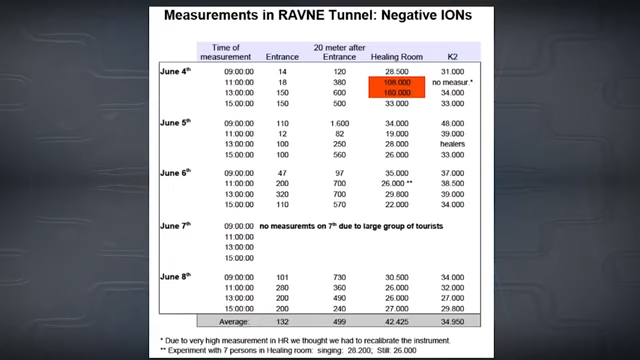 Measurements in RAVNE Tunnel: Negative IONs
Time of measurement Entrance 20 meter after Entrance Healing Room K2
June 4th 09:00:00 14 120 28.500 31.000
11:00:00 18 380 108.000 no measur.*
13:00:00 150 600 160.000 34.000
15:00:00 150 500 33.000 33.000
June 5th 09:00:00 110 1.600 34.000 48.000
11:00:00 12 82 19.000 39.000
13:00:00 100 250 28.000 healers
15:00:00 100 560 26.000 33.000
June 6th 09:00:00 47 97 35.000 37.000
11:00:00 200 700 26.000 ** 38.500
13:00:00 320 700 29.800 39.000
15:00:00 110 570 22.000 34.000
June 7th 09:00:00 no measuremts on 7th due to large group of tourists
11:00:00
13:00:00
15:00:00
June 8th 09:00:00 101 730 30.500 34.000
11:00:00 280 360 26.000 32.000
13:00:00 200 490 26.000 27.000
15:00:00 200 240 27.000 29.800
Average: 132 499 42.425 34.950
* Due to very high measurement in HR we thought we had to recalibrate the instrument.
** Experiment with 7 persons in Healing room: singing: 28.200; Still: 26.000